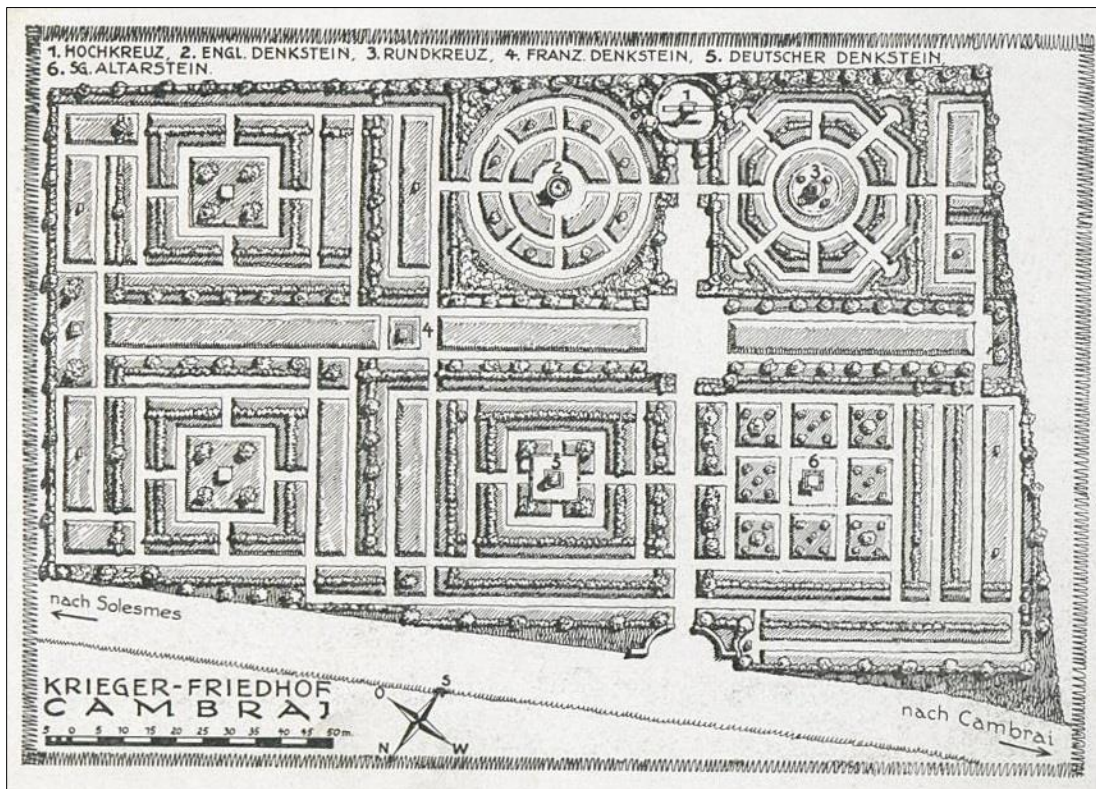 1. HOCHKREUZ, 2. ENGL. DENKSTEIN, 3. RUNDKREUZ, 4. FRANZ. DENKSTEIN, 5. DEUTSCHER DENKSTEIN,
6. SG. ALTARSTEIN.
1
2
3
4
5
6
nach Solesmes
nach Cambrai
KRIEGER-FRIEDHOF
CAMBRAJ
5 0 5 10 15 20 25 30 35 40 45 50 m.
O S
N W